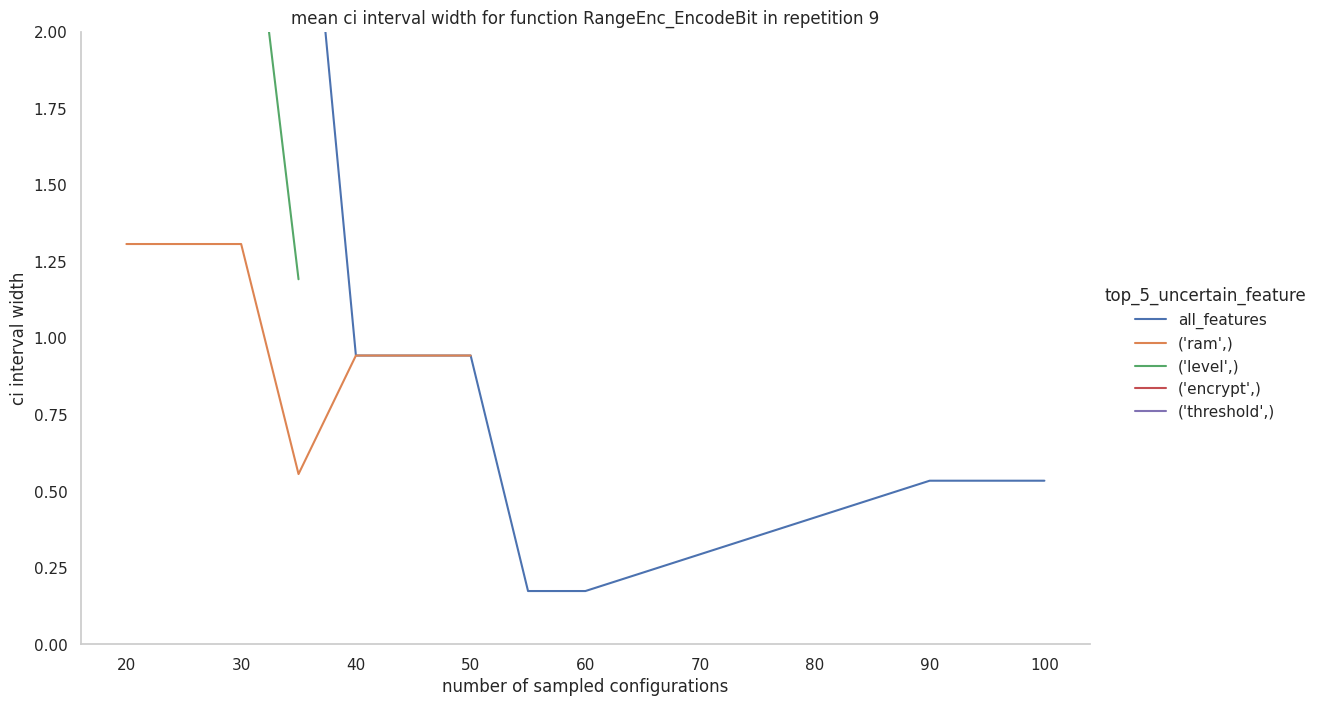 mean ci interval width for function RangeEnc_EncodeBit in repetition 9
2.00
1.75
1.50
1.25
1.00
0.75
0.50
0.25
0.00
ci interval width
20 30 40 50 60 70 80 90 100
number of sampled configurations
top_5_uncertain_feature
all_features
('ram',)
('level',)
('encrypt',)
('threshold',)